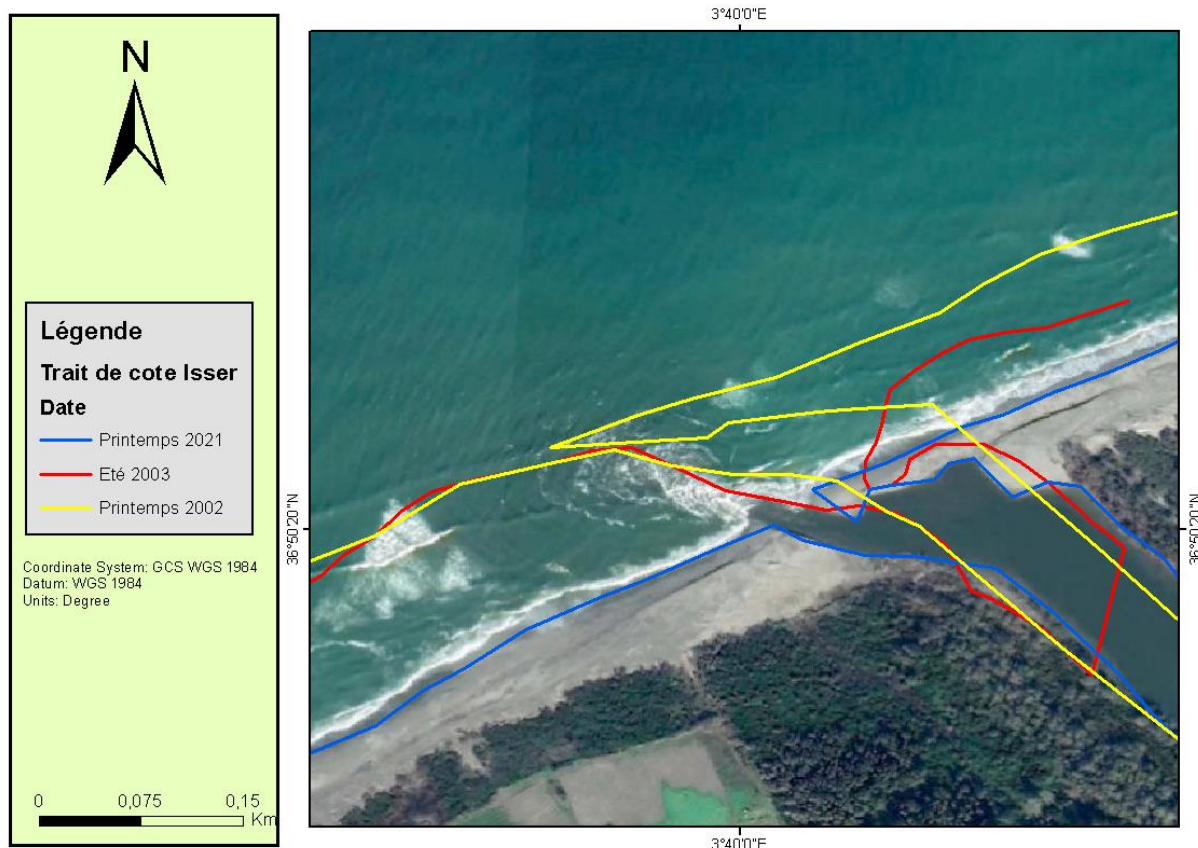 N
Légende
Trait de cote Isser
Date
Printemps 2021
Eté 2003
Printemps 2002
Coordinate System: GCS WGS 1984
Datum: WGS 1984
Units: Degree
0 0,075 0,15
Km
3°40'0"E
36°50'20"N
36°50'20"N
3°40'0"E